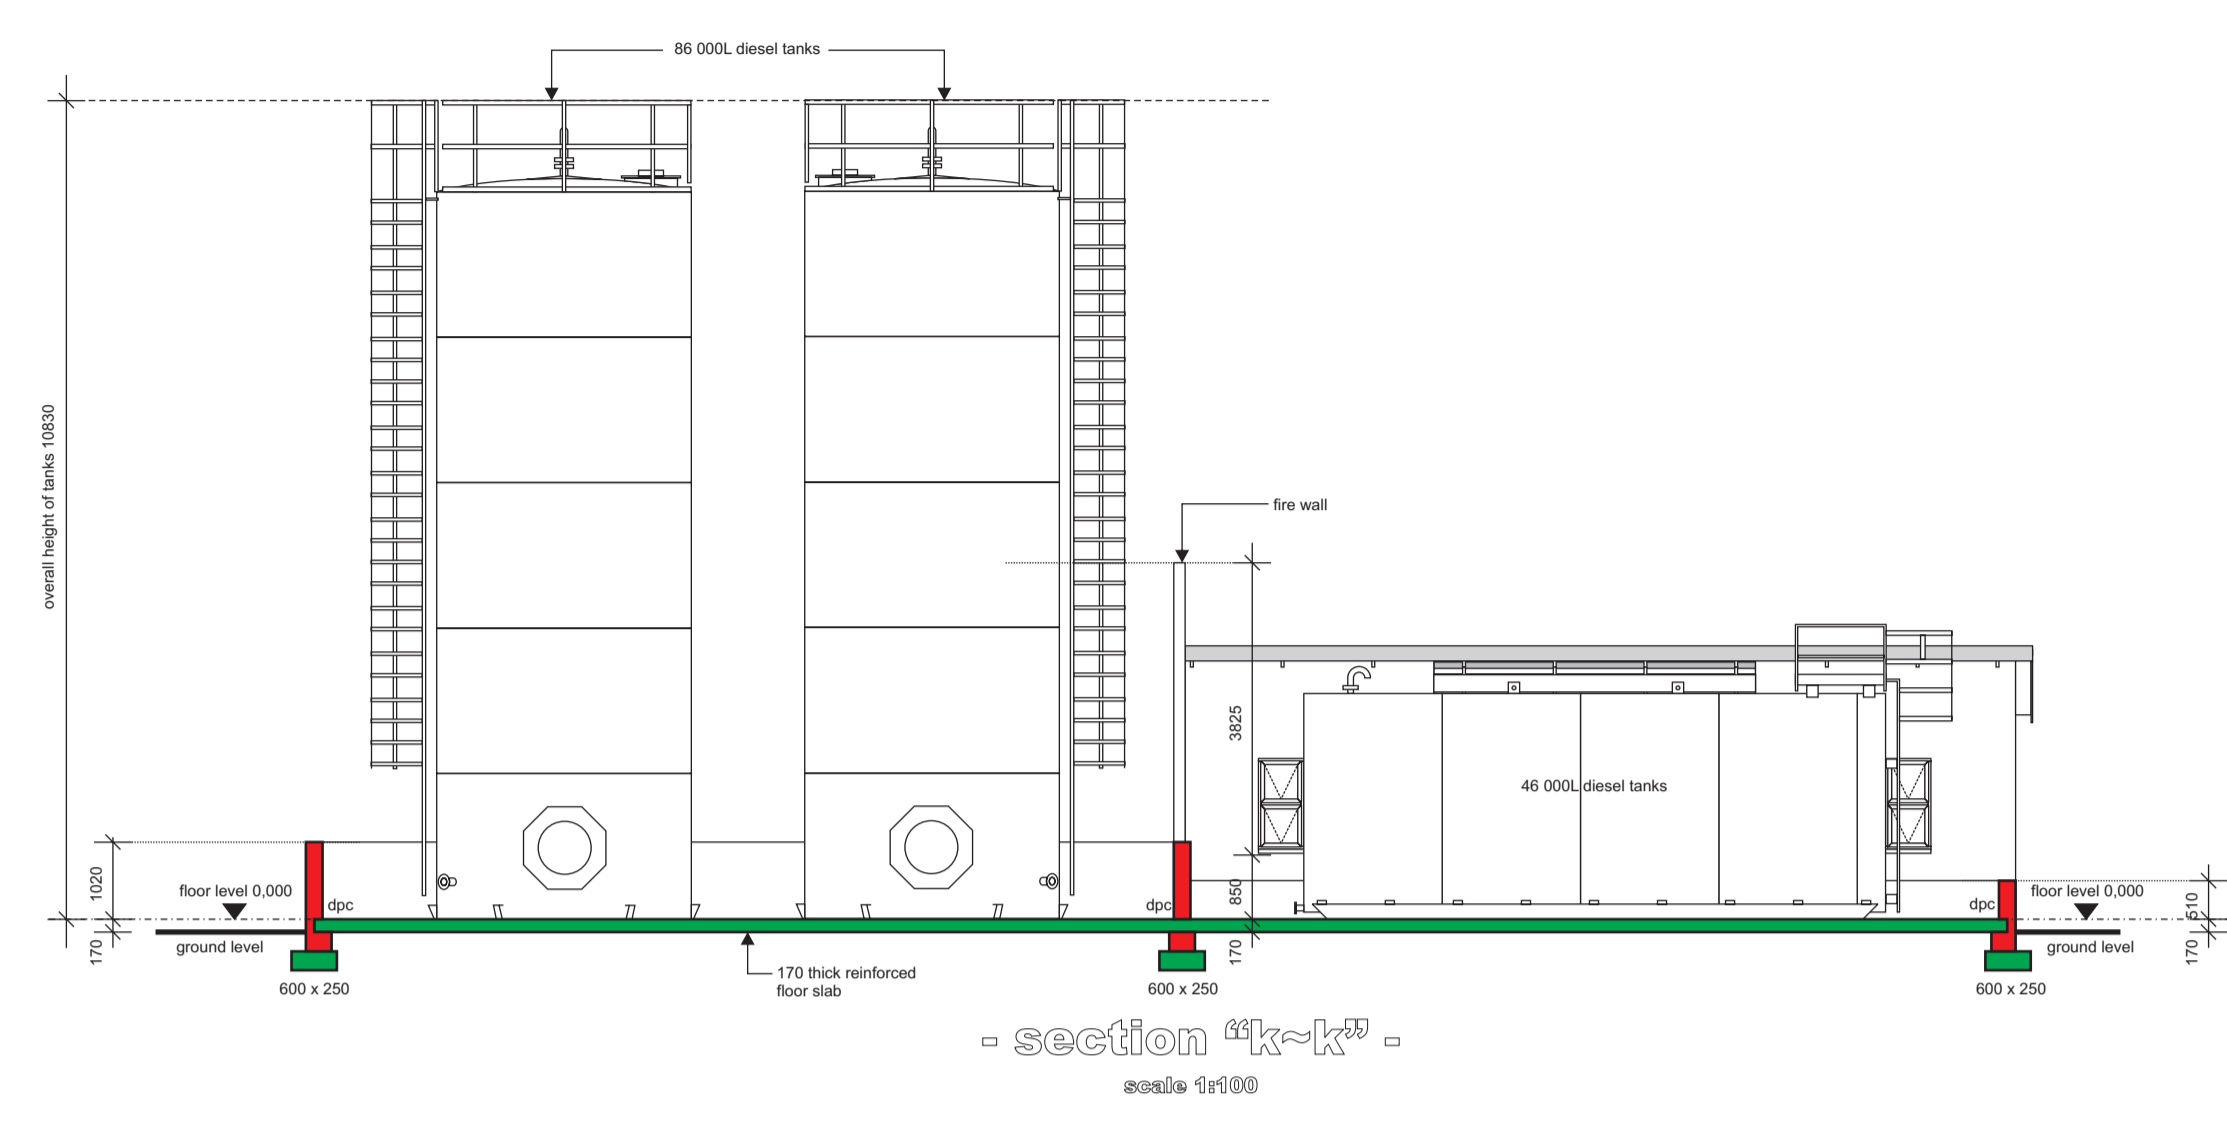 86 000L diesel tanks
overall height of tanks 10830
fire wall
3825
46 000L diesel tanks
1020
850
510
floor level 0,000
floor level 0,000
dpc
dpc
dpc
ground level
ground level
170
170
170
170 thick reinforced
floor slab
600 x 250
600 x 250
600 x 250
- section “k~k” -
scale 1:100